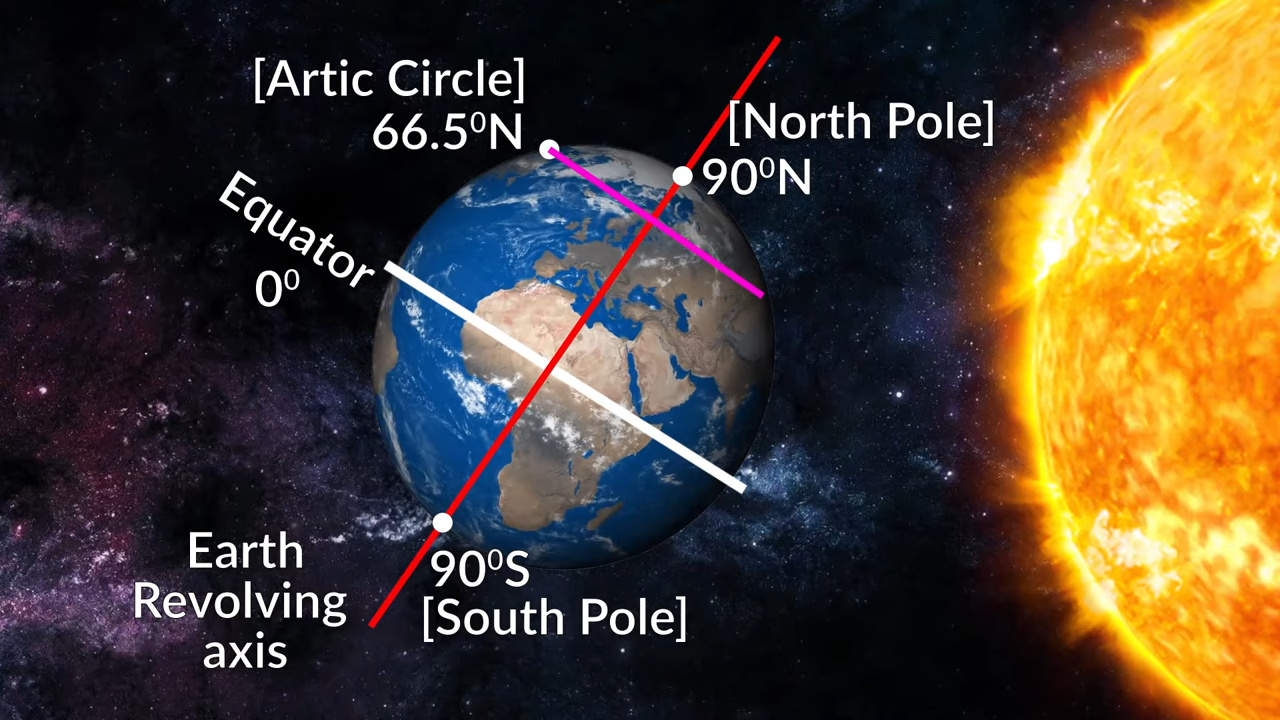 [Artic Circle]
66.5⁰N
[North Pole]
90⁰N
Equator
0⁰
Earth
Revolving
axis
90⁰S
[South Pole]